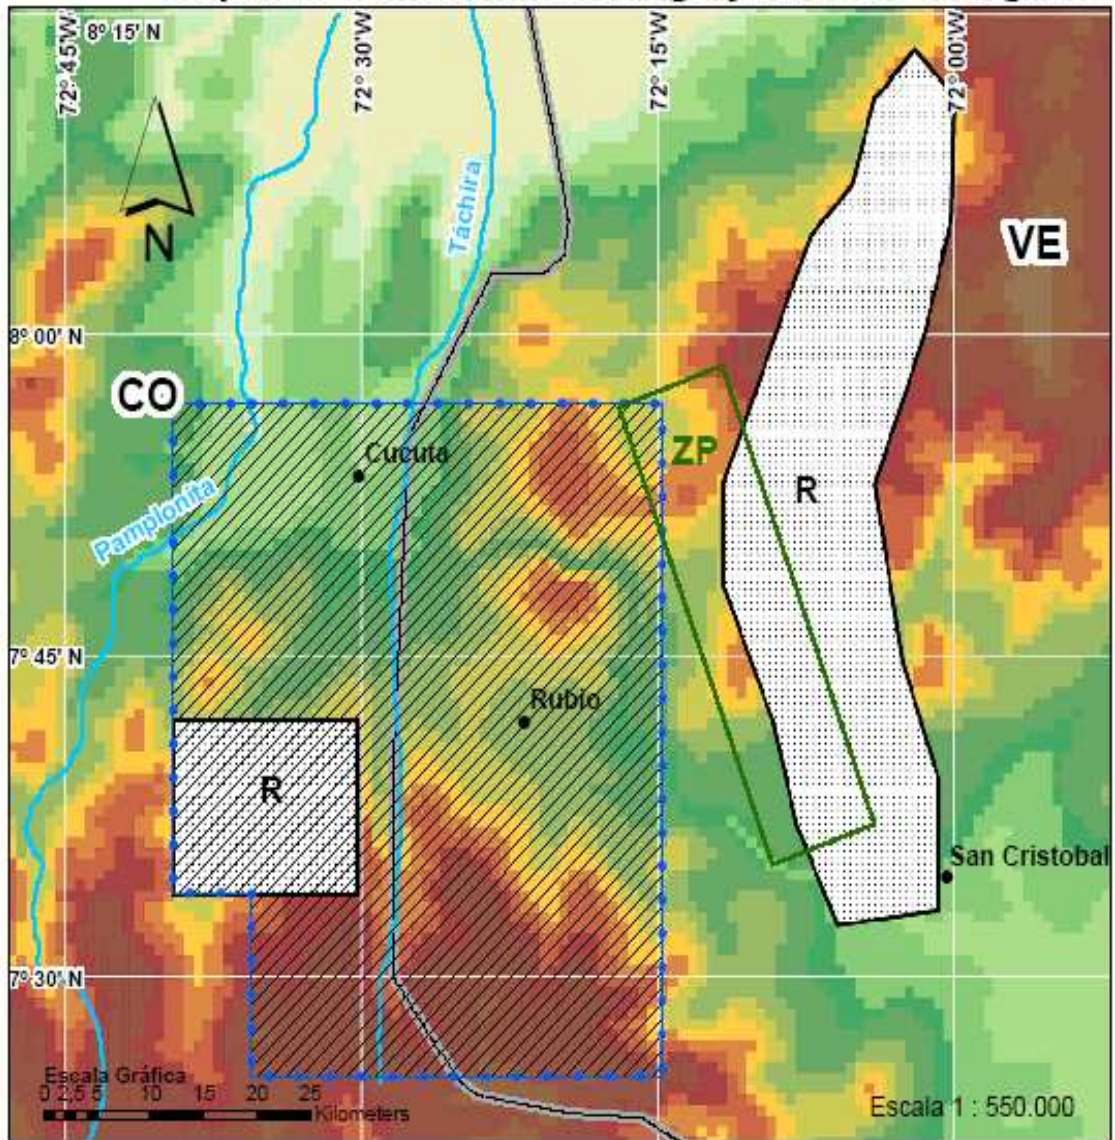 8° 15' N
72° 45'W
72° 30'W
72° 15'W
72° 00'W
N
Táchira
VE
8° 00' N
CO
Cucuta
ZP
R
Pamplonita
7° 45' N
Rubio
R
San Cristobal
7° 30' N
Escala Gráfica
0 2,5 5 10 15 20 25
Kilometers
Escala 1 : 550.000